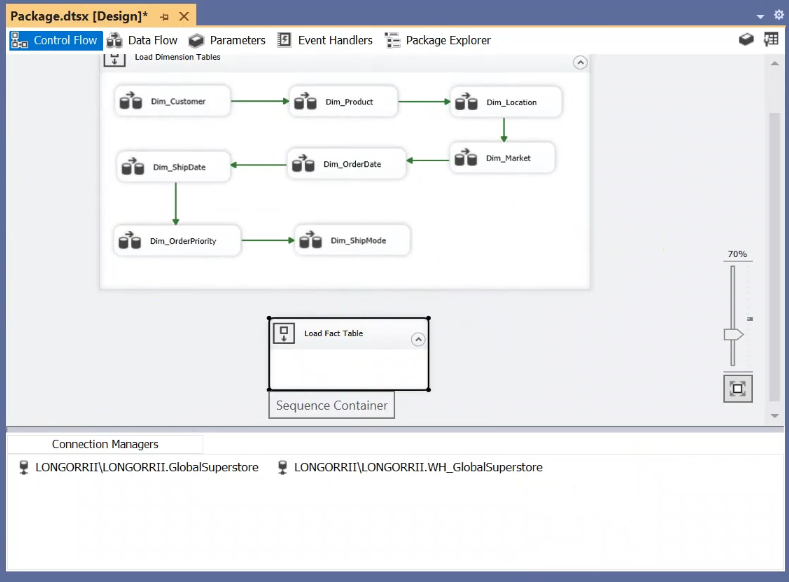 Package.dtsx [Design]*
Control Flow Data Flow Parameters Event Handlers Package Explorer
Load Dimension Tables
Dim_Customer Dim_Product Dim_Location
Dim_ShipDate Dim_OrderDate Dim_Market
Dim_OrderPriority Dim_ShipMode
70%
Load Fact Table
Sequence Container
Connection Managers
LONGORRII\LONGORRII.GlobalSuperstore LONGORRII\LONGORRII.WH_GlobalSuperstore